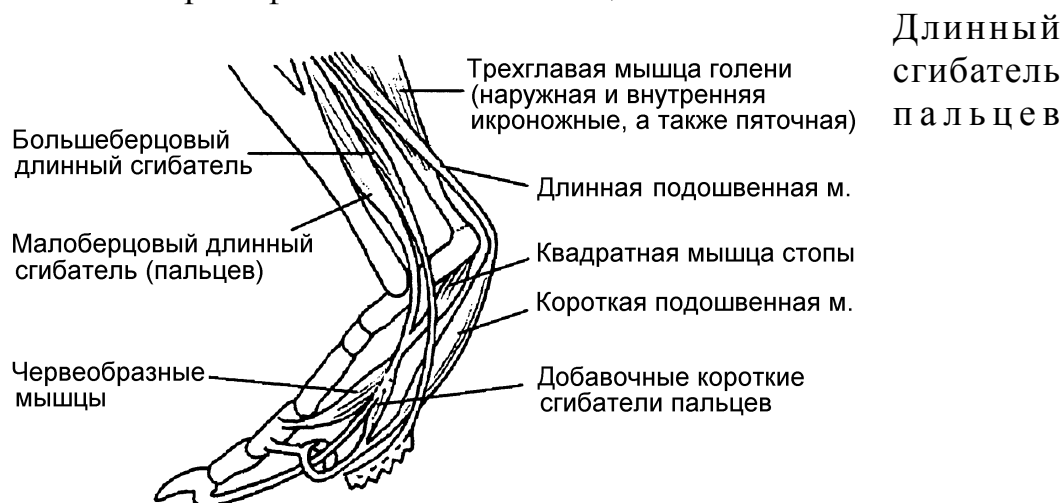 Длинный
сгибатель
пальцев
Трехглавая мышца голени
(наружная и внутренняя
икроножные, а также пяточная)
Большеберцовый
длинный сгибатель
Длинная подошвенная м.
Малоберцовый длинный
сгибатель (пальцев)
Квадратная мышца стопы
Короткая подошвенная м.
Червеобразные
мышцы
Добавочные короткие
сгибатели пальцев